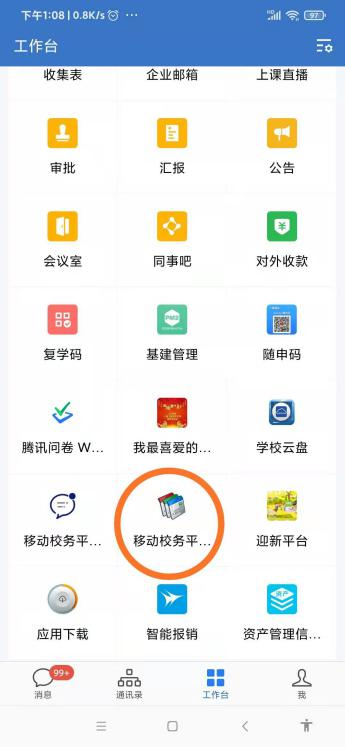 下午1:08 | 0.8K/s ... HD 97
工作台
收集表 企业邮箱 上课直播
审批 汇报 公告
会议室 同事吧 对外收款
PMS
复学码 基建管理 随申码
腾讯问卷 W... 我最喜爱的... 学校云盘
移动校务平... 移动校务平... 迎新平台
资产
应用下载 智能报销 资产管理信...
99+
消息 通讯录 工作台 我